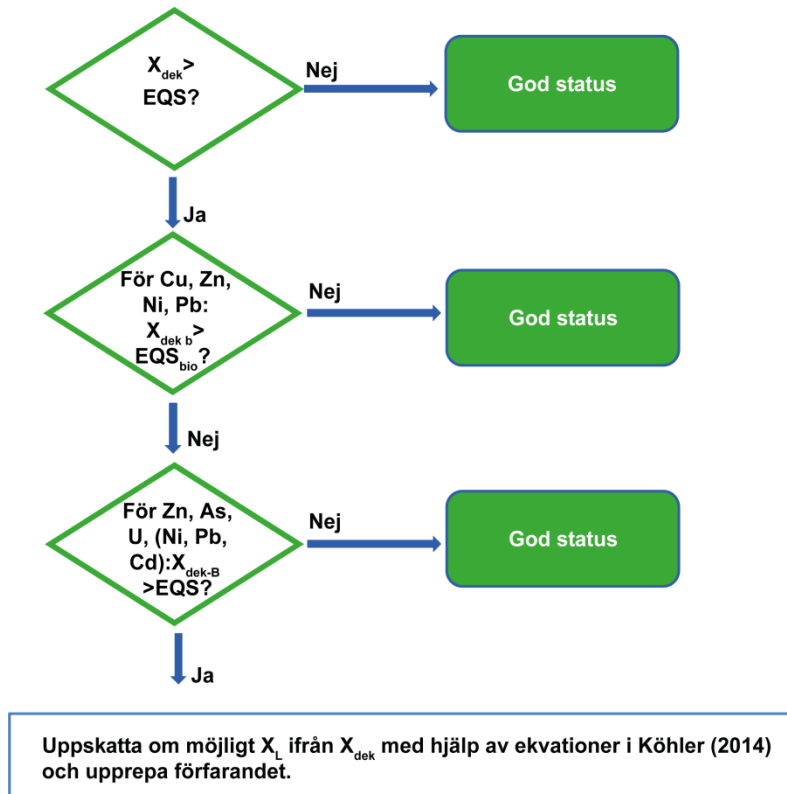 X_dek>
EQS?
Nej
God status
Ja
För Cu, Zn,
Ni, Pb:
X_dek b>
EQS_bio?
Nej
God status
Nej
För Zn, As,
U, (Ni, Pb,
Cd):X_dek-B
>EQS?
Nej
God status
Ja
Uppskatta om möjligt X_L ifrån X_dek med hjälp av ekvationer i Köhler (2014)
och upprepa förfarandet.